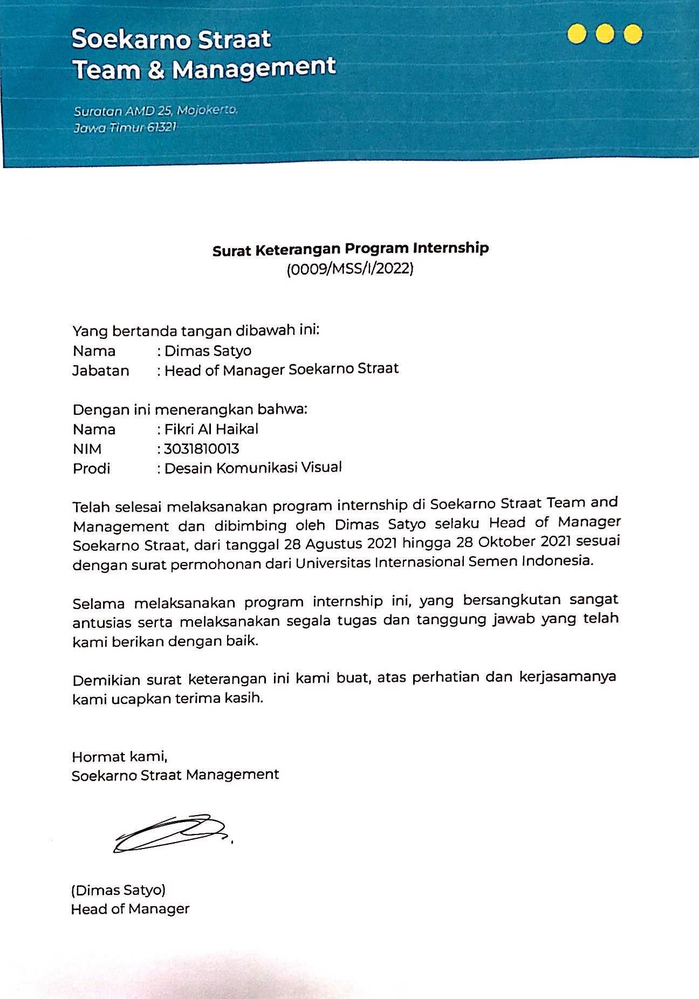 Soekarno Straat
Team & Management
Suratan AMD 25, Mojokerto,
Jawa Timur 61321
Surat Keterangan Program Internship
(0009/MSS/I/2022)
Yang bertanda tangan dibawah ini:
Nama : Dimas Satyo
Jabatan : Head of Manager Soekarno Straat
Dengan ini menerangkan bahwa:
Nama : Fikri Al Haikal
NIM : 3031810013
Prodi : Desain Komunikasi Visual
Telah selesai melaksanakan program internship di Soekarno Straat Team and
Management dan dibimbing oleh Dimas Satyo selaku Head of Manager
Soekarno Straat, dari tanggal 28 Agustus 2021 hingga 28 Oktober 2021 sesuai
dengan surat permohonan dari Universitas Internasional Semen Indonesia.
Selama melaksanakan program internship ini, yang bersangkutan sangat
antusias serta melaksanakan segala tugas dan tanggung jawab yang telah
kami berikan dengan baik.
Demikian surat keterangan ini kami buat, atas perhatian dan kerjasamanya
kami ucapkan terima kasih.
Hormat kami,
Soekarno Straat Management
(Dimas Satyo)
Head of Manager